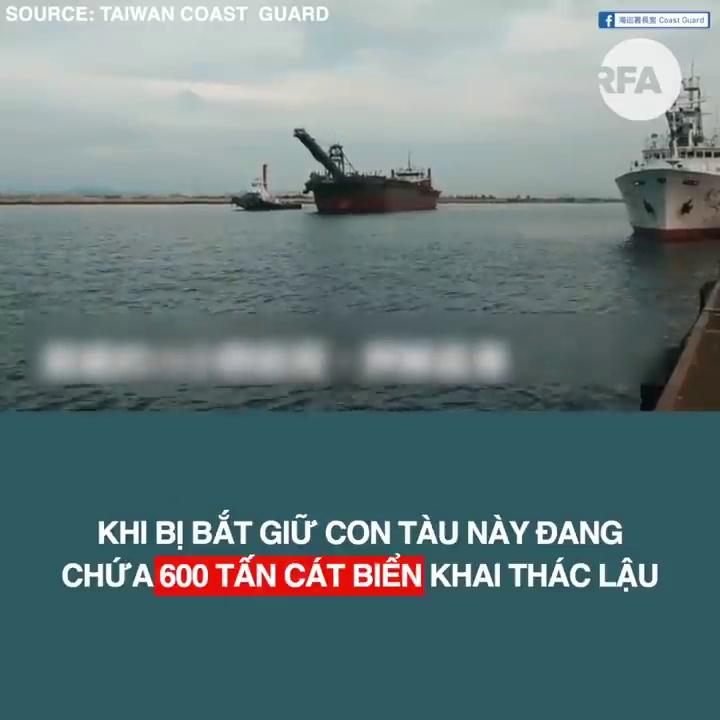 SOURCE: TAIWAN COAST GUARD
海巡署長室 Coast Guard
RFA
KHI BỊ BẮT GIỮ CON TÀU NÀY ĐANG
CHỨA 600 TẤN CÁT BIỂN KHAI THÁC LẬU